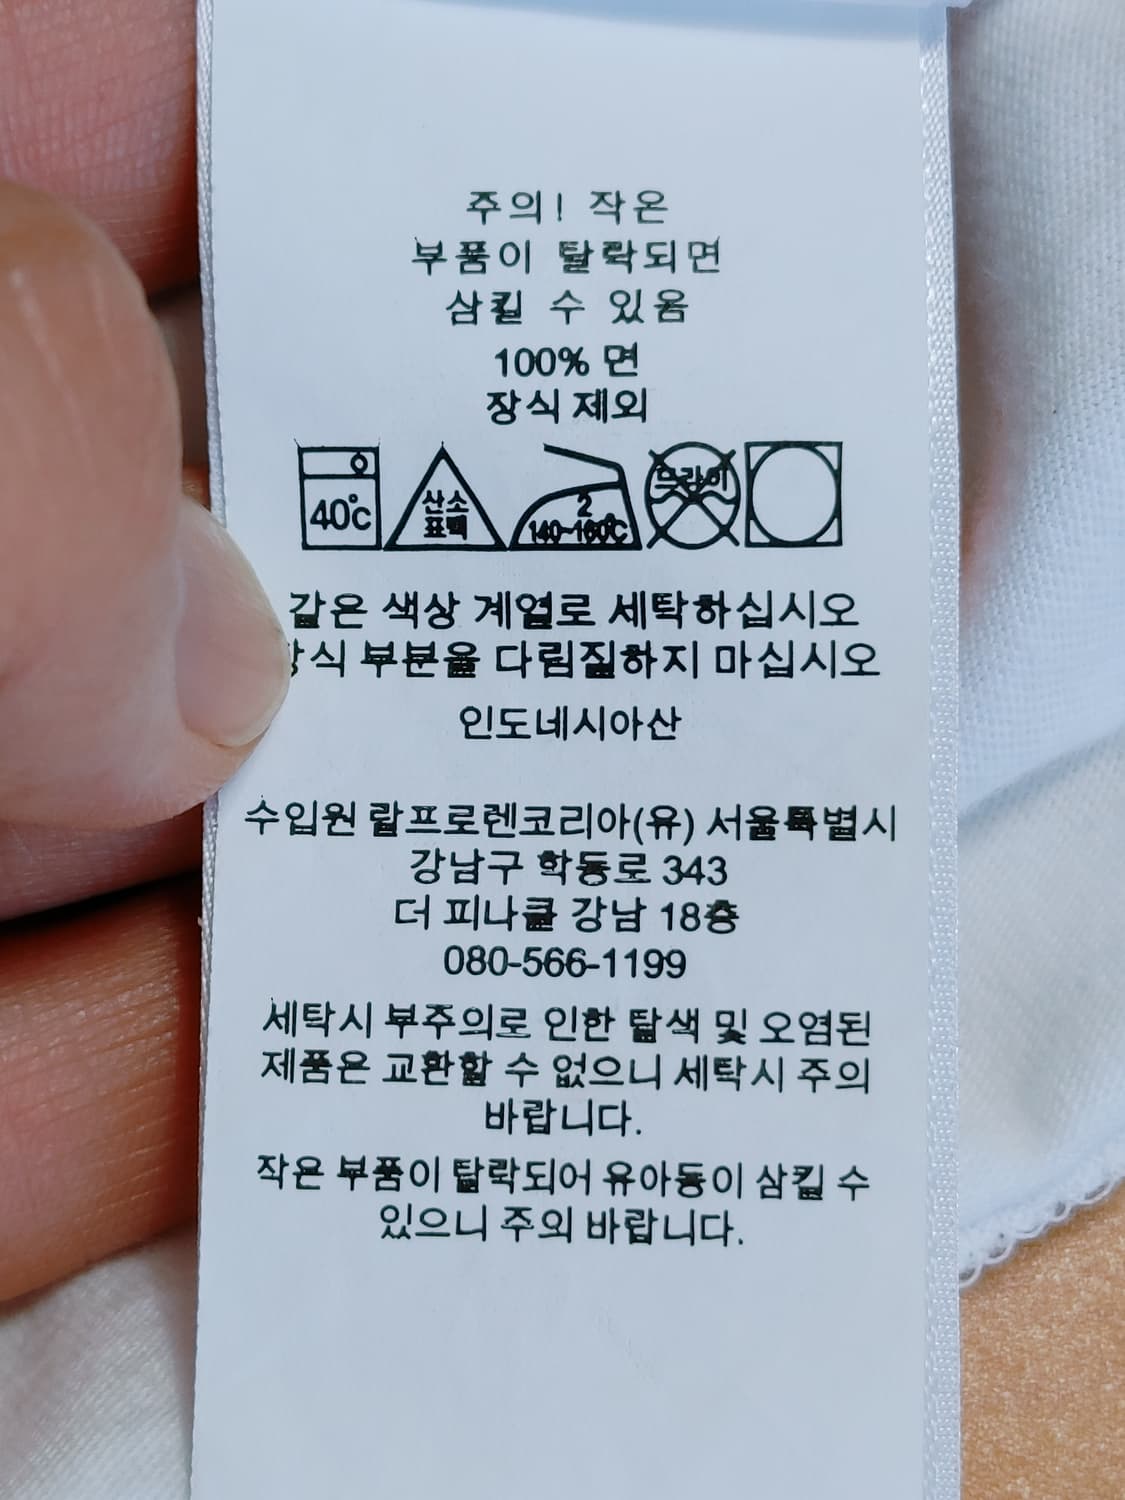 주의! 작은
부품이 탈락되면
삼킬 수 있음
100% 면
장식 제외
40℃
산소
표백
2
140~160℃
드라이
같은 색상 계열로 세탁하십시오
부분을 다림질하지 마십시오
인도네시아산
수입원 랄프로렌코리아(유) 서울특별시
강남구 학동로 343
더 피나클 강남 18층
080-566-1199
세탁시 부주의로 인한 탈색 및 오염된
제품은 교환할 수 없으니 세탁시 주의
바랍니다.
작은 부품이 탈락되어 유아동이 삼킬 수
있으니 주의 바랍니다.